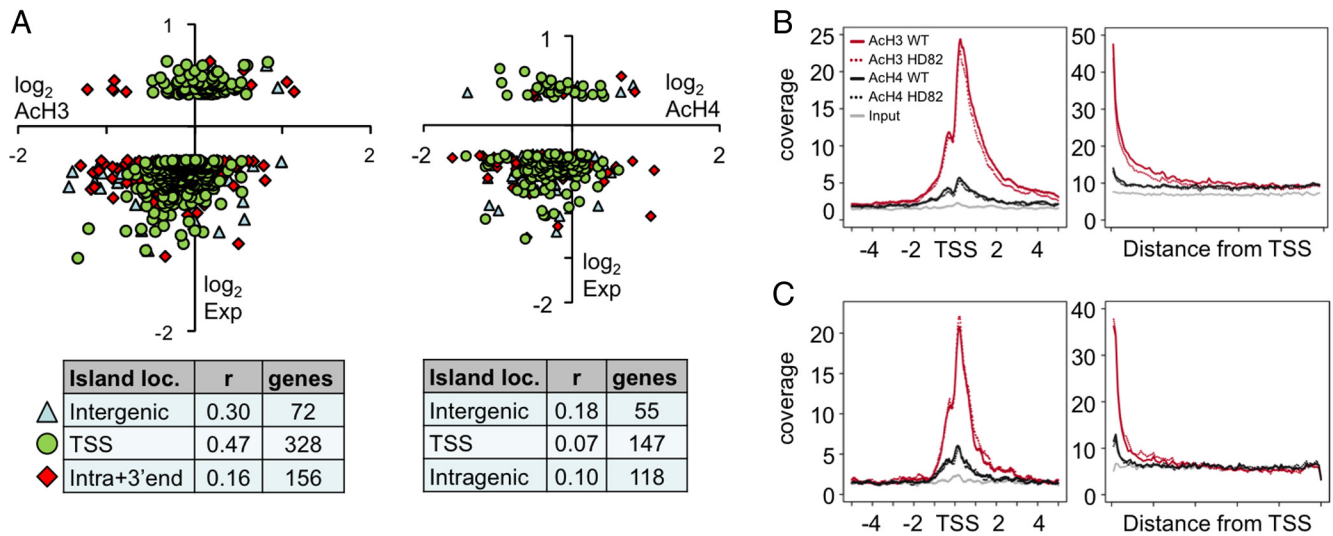 A
1
log2
AcH3
-2
2
log2
Exp
-2
Island loc. r genes
Intergenic 0.30 72
TSS 0.47 328
Intra+3'end 0.16 156
1
log2
AcH4
-2
2
log2
Exp
-2
Island loc. r genes
Intergenic 0.18 55
TSS 0.07 147
Intragenic 0.10 118
B
coverage
25
20
15
10
5
0
AcH3 WT
AcH3 HD82
AcH4 WT
AcH4 HD82
Input
-4 -2 TSS 2 4
50
40
30
20
10
0
Distance from TSS
C
coverage
20
15
10
5
0
-4 -2 TSS 2 4
40
30
20
10
0
Distance from TSS